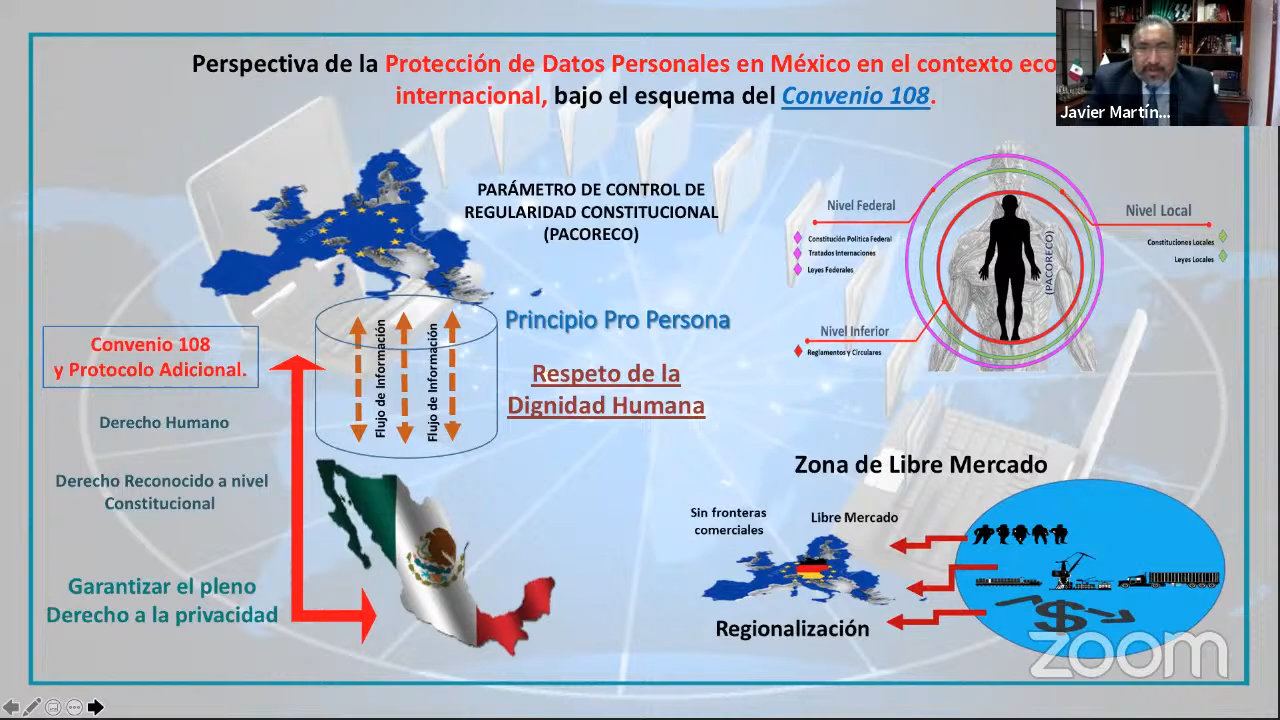 Perspectiva de la Protección de Datos Personales en México en el contexto eco
internacional, bajo el esquema del Convenio 108.
Javier Martín...
PARÁMETRO DE CONTROL DE
REGULARIDAD CONSTITUCIONAL
(PACORECO)
Nivel Federal
Constitución Politica Federal
Tratados Internaciones
Leyes Federales
Nivel Local
Constituciones Locales
Leyes Locales
(PACORECO)
Nivel Inferior
Reglamentos y Circulares
Principio Pro Persona
Respeto de la
Dignidad Humana
Flujo de Información
Flujo de Información
Convenio 108
y Protocolo Adicional.
Derecho Humano
Derecho Reconocido a nivel
Constitucional
Garantizar el pleno
Derecho a la privacidad
Zona de Libre Mercado
Sin fronteras
comerciales
Libre Mercado
Regionalización
$
zoom